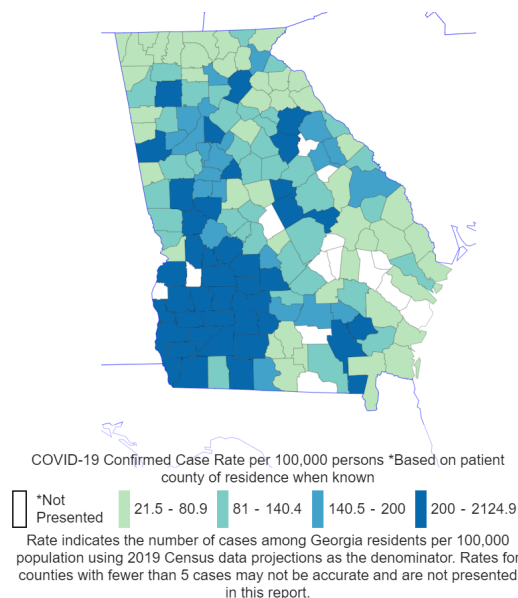 COVID-19 Confirmed Case Rate per 100,000 persons *Based on patient
county of residence when known
*Not
Presented
21.5 - 80.9
81 - 140.4
140.5 - 200
200 - 2124.9
Rate indicates the number of cases among Georgia residents per 100,000
population using 2019 Census data projections as the denominator. Rates for
counties with fewer than 5 cases may not be accurate and are not presented
in this report.